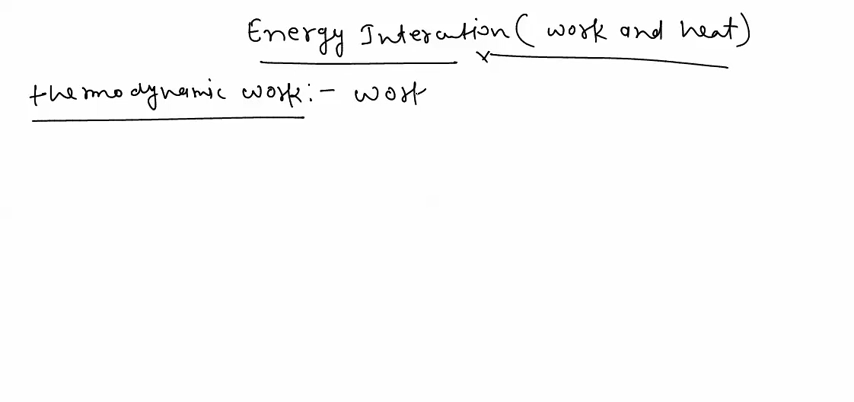 Energy Interaction (work and heat)
thermodynamic work:- work